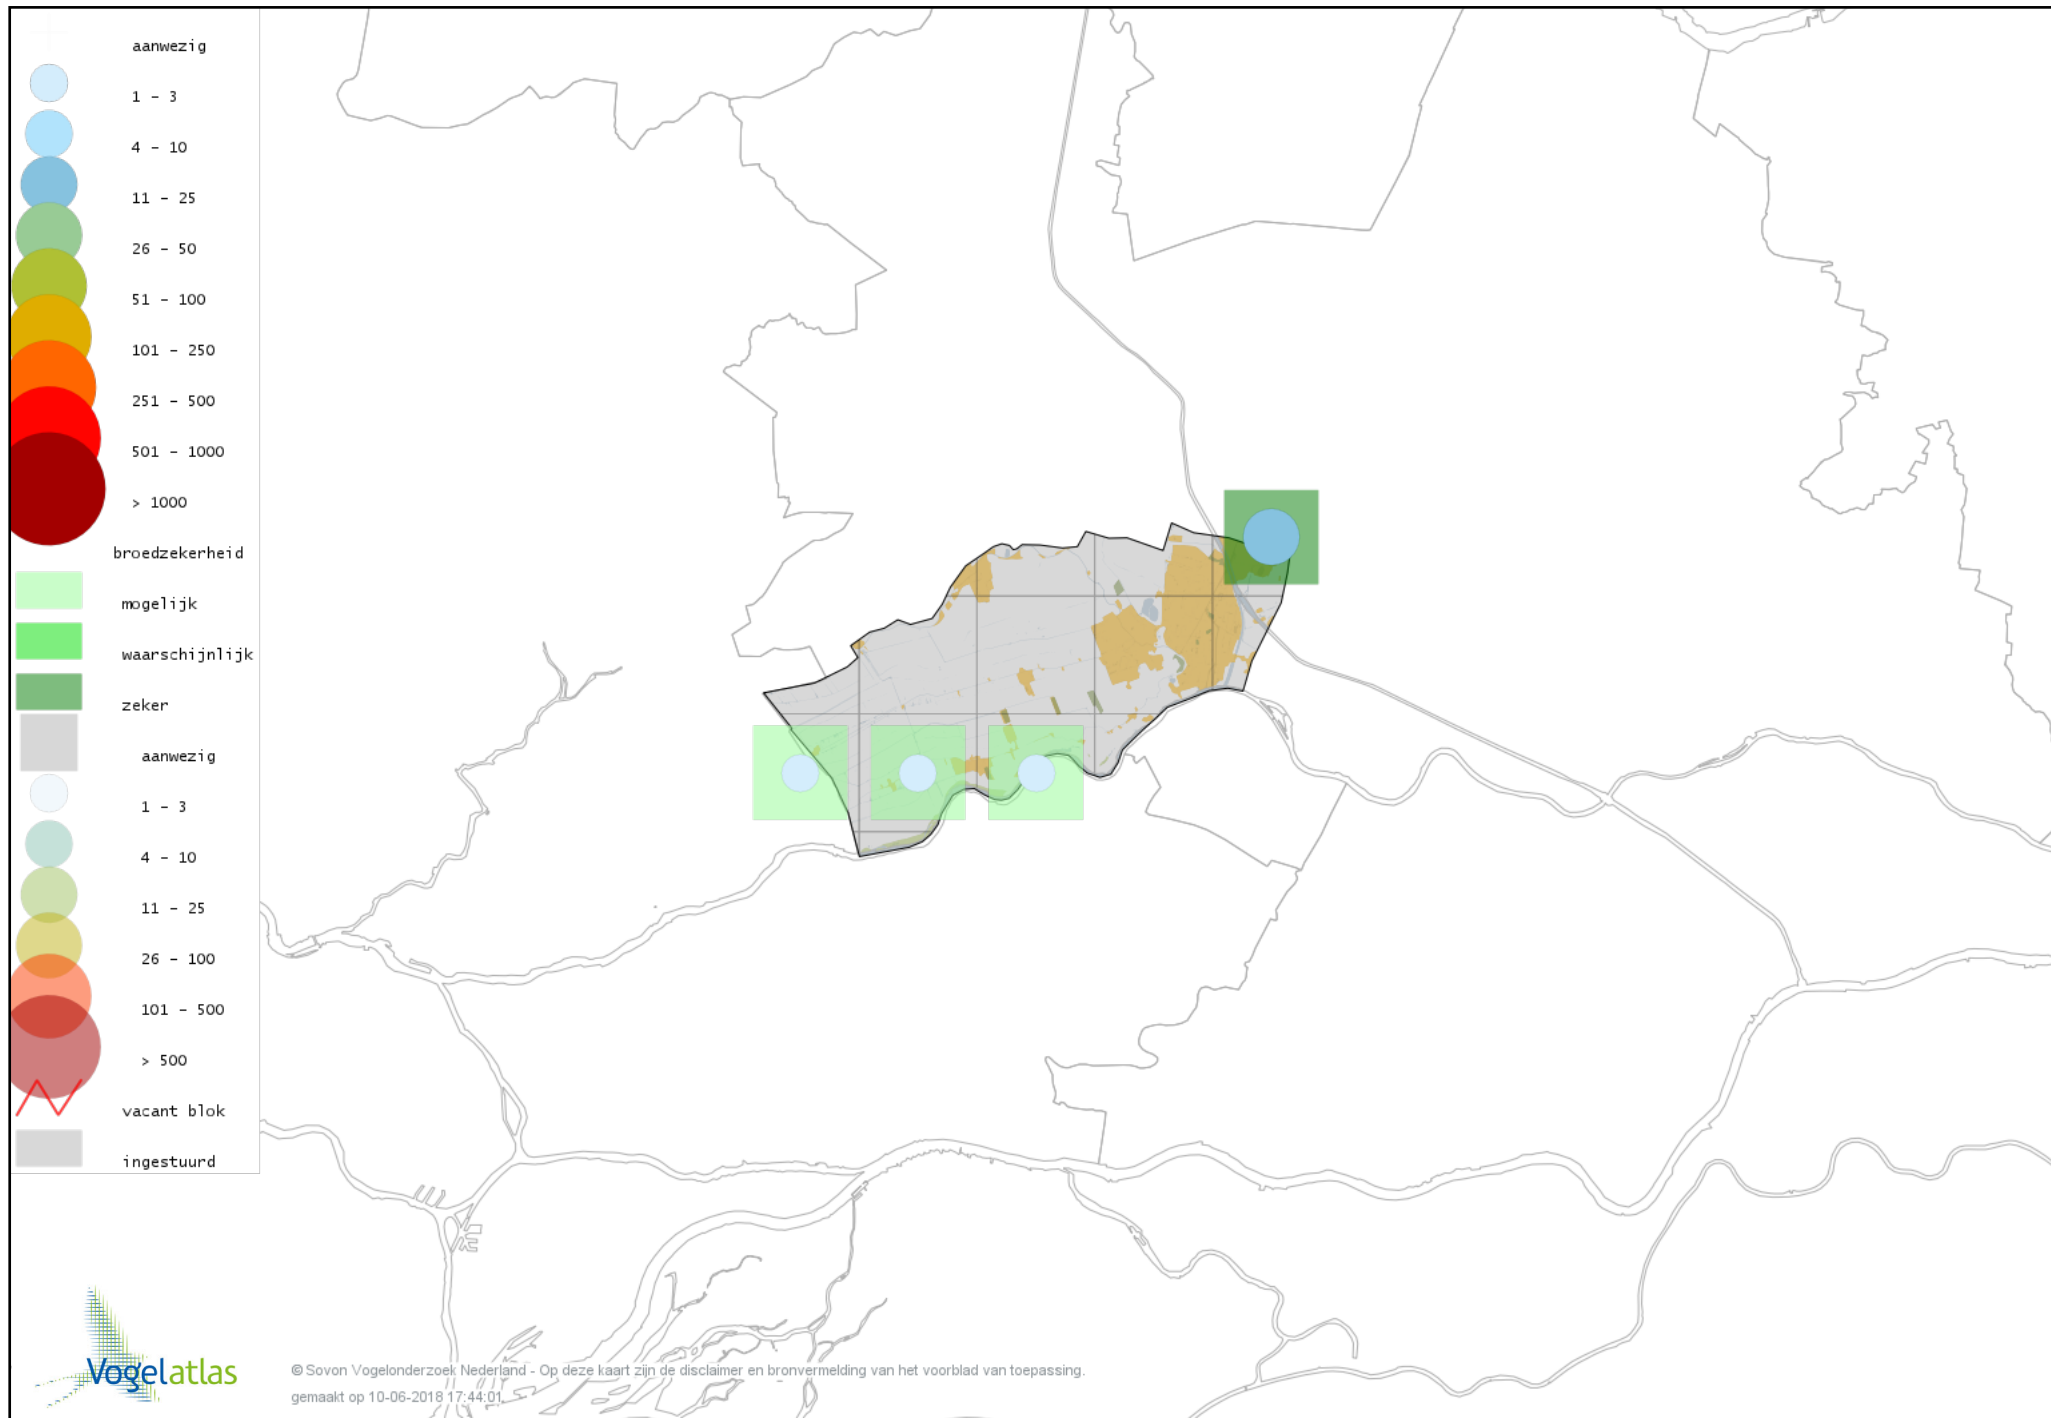 aanwezig
1 - 3
4 - 10
11 - 25
26 - 50
51 - 100
101 - 250
251 - 500
501 - 1000
> 1000
broedzekerheid
mogelijk
waarschijnlijk
zeker
aanwezig
1 - 3
4 - 10
11 - 25
26 - 100
101 - 500
> 500
vacant blok
ingestuurd
Vogelatlas
© Sovon Vogelonderzoek Nederland - Op deze kaart zijn de disclaimer en bronvermelding van het voorblad van toepassing.
gemaakt op 10-06-2018 17:44:01